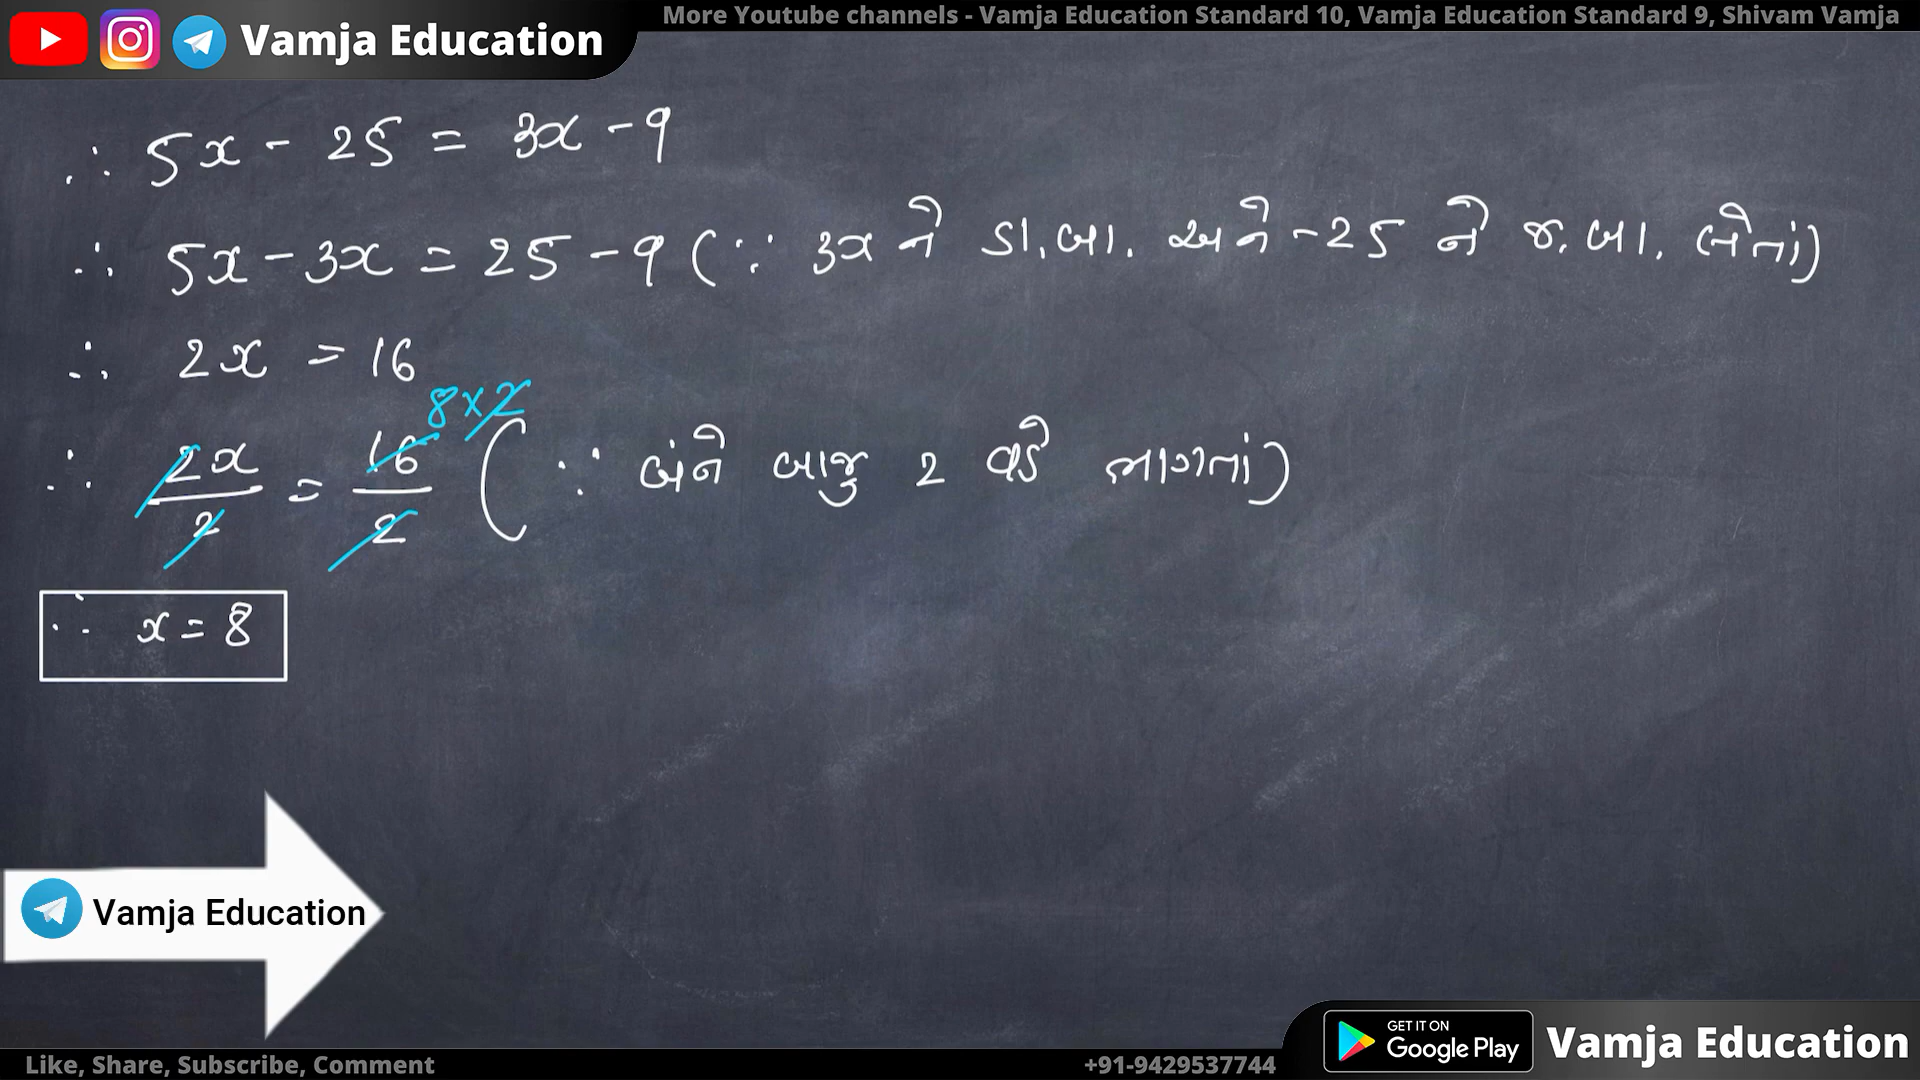 More Youtube channels - Vamja Education Standard 10, Vamja Education Standard 9, Shivam Vamja
Vamja Education
∴ 5x - 25 = 3x - 9
∴ 5x - 3x = 25 - 9 (∵ 3x ને ડા.બા. અને -25 ને જ.બા. લેતાં)
∴ 2x = 16
8 × 2
∴ 2x/2 = 16/2 (∵ બંને બાજુ 2 વડે ભાગતાં)
∴ x = 8
Vamja Education
GET IT ON
Google Play
Vamja Education
Like, Share, Subscribe, Comment
+91-9429537744